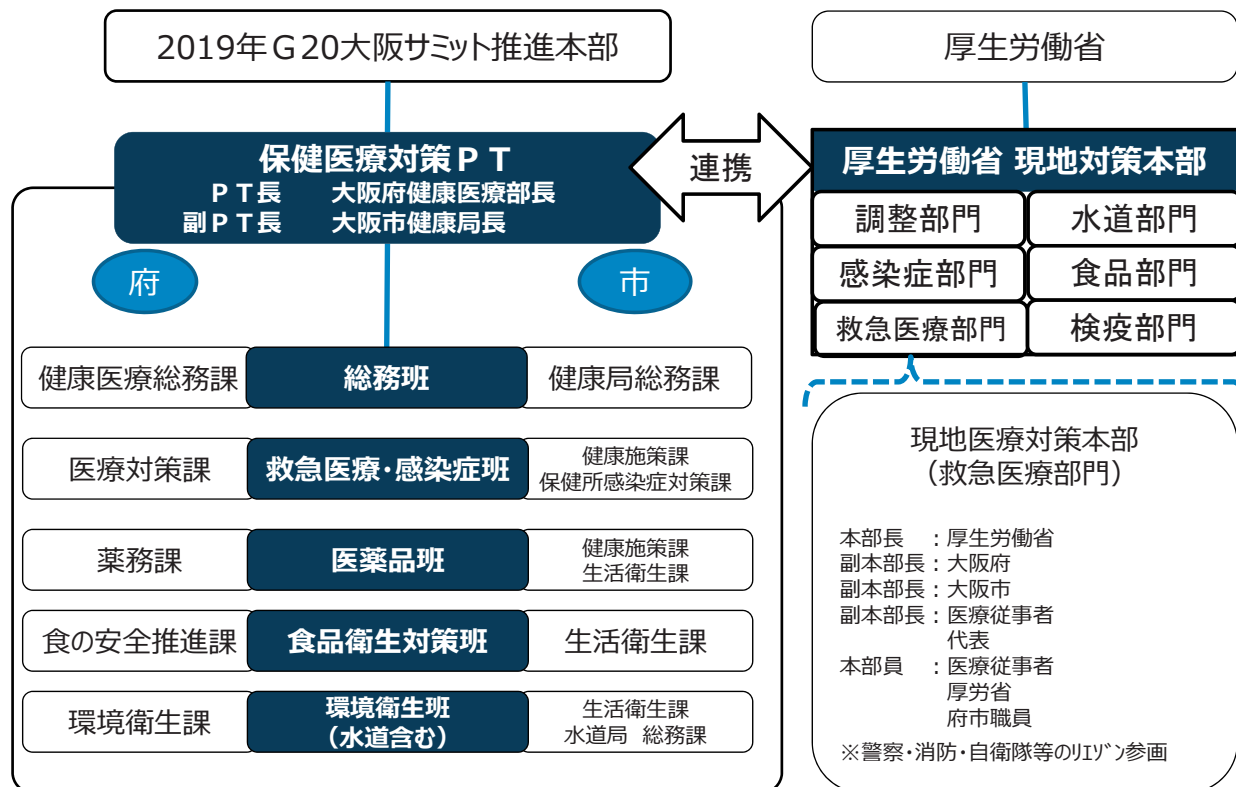 2019年G20大阪サミット推進本部
厚生労働省
保健医療対策PT
PT長 大阪府健康医療部長
副PT長 大阪市健康局長
連携
厚生労働省 現地対策本部
調整部門 水道部門
感染症部門 食品部門
救急医療部門 検疫部門
府
市
健康医療総務課 総務班 健康局総務課
医療対策課 救急医療・感染症班 健康施策課
保健所感染症対策課
薬務課 医薬品班 健康施策課
生活衛生課
食の安全推進課 食品衛生対策班 生活衛生課
環境衛生課 環境衛生班
(水道含む)
生活衛生課
水道局 総務課
現地医療対策本部
(救急医療部門)
本部長 :厚生労働省
副本部長:大阪府
副本部長:大阪市
副本部長:医療従事者
代表
本部員 :医療従事者
厚労省
府市職員
※警察・消防・自衛隊等のリエゾン参画